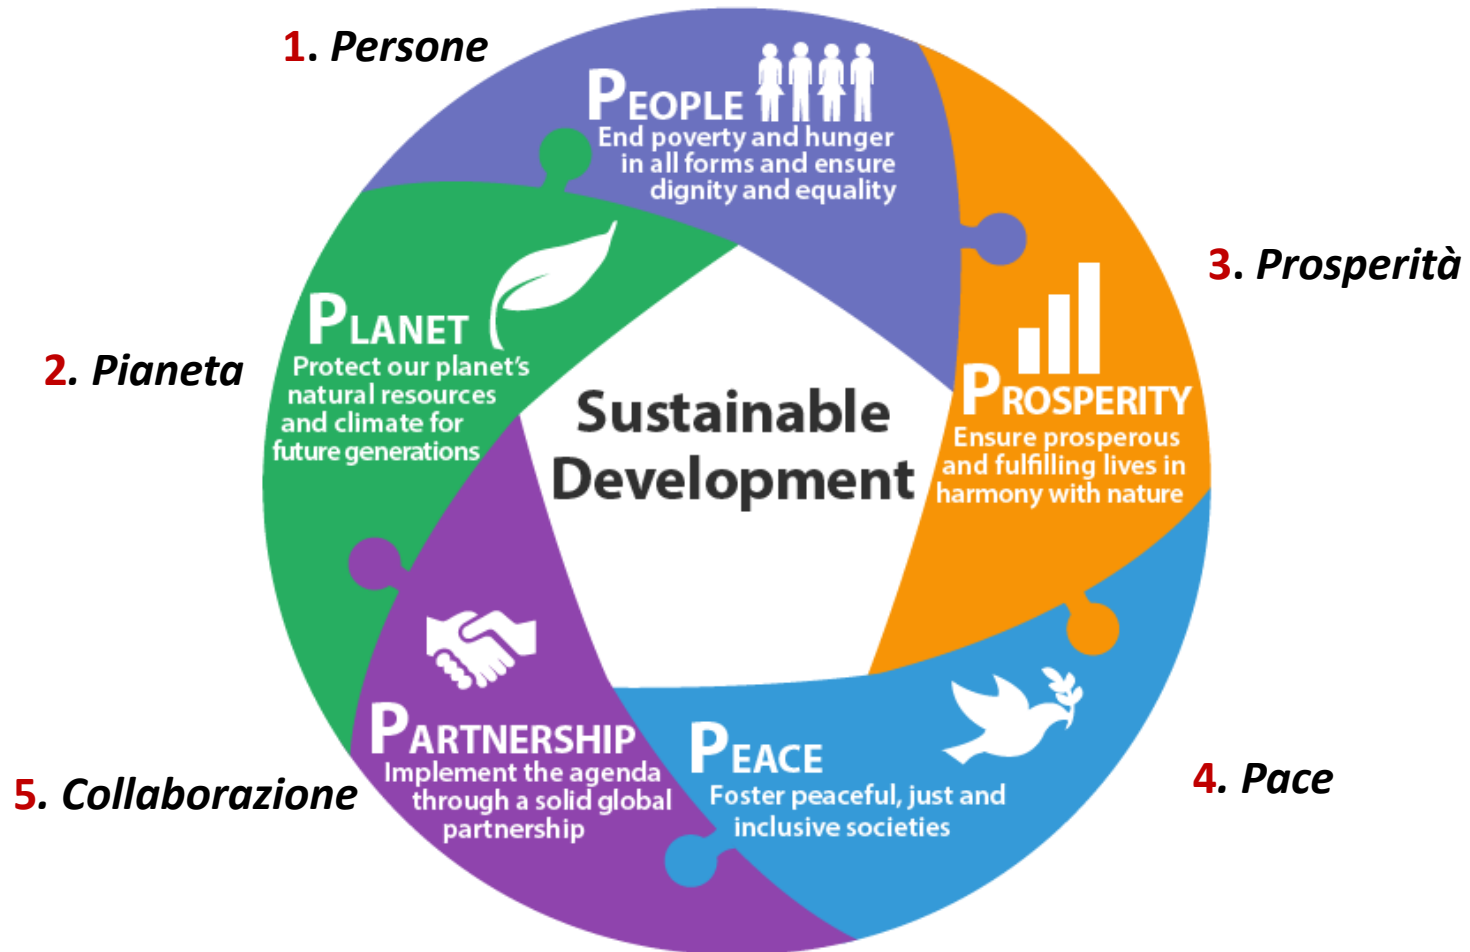 1. Persone
PEOPLE
End poverty and hunger
in all forms and ensure
dignity and equality
2. Pianeta
PLANET
Protect our planet's
natural resources
and climate for
future generations
3. Prosperità
PROSPERITY
Ensure prosperous
and fulfilling lives in
harmony with nature
Sustainable
Development
4. Pace
PEACE
Foster peaceful, just and
inclusive societies
5. Collaborazione
PARTNERSHIP
Implement the agenda
through a solid global
partnership